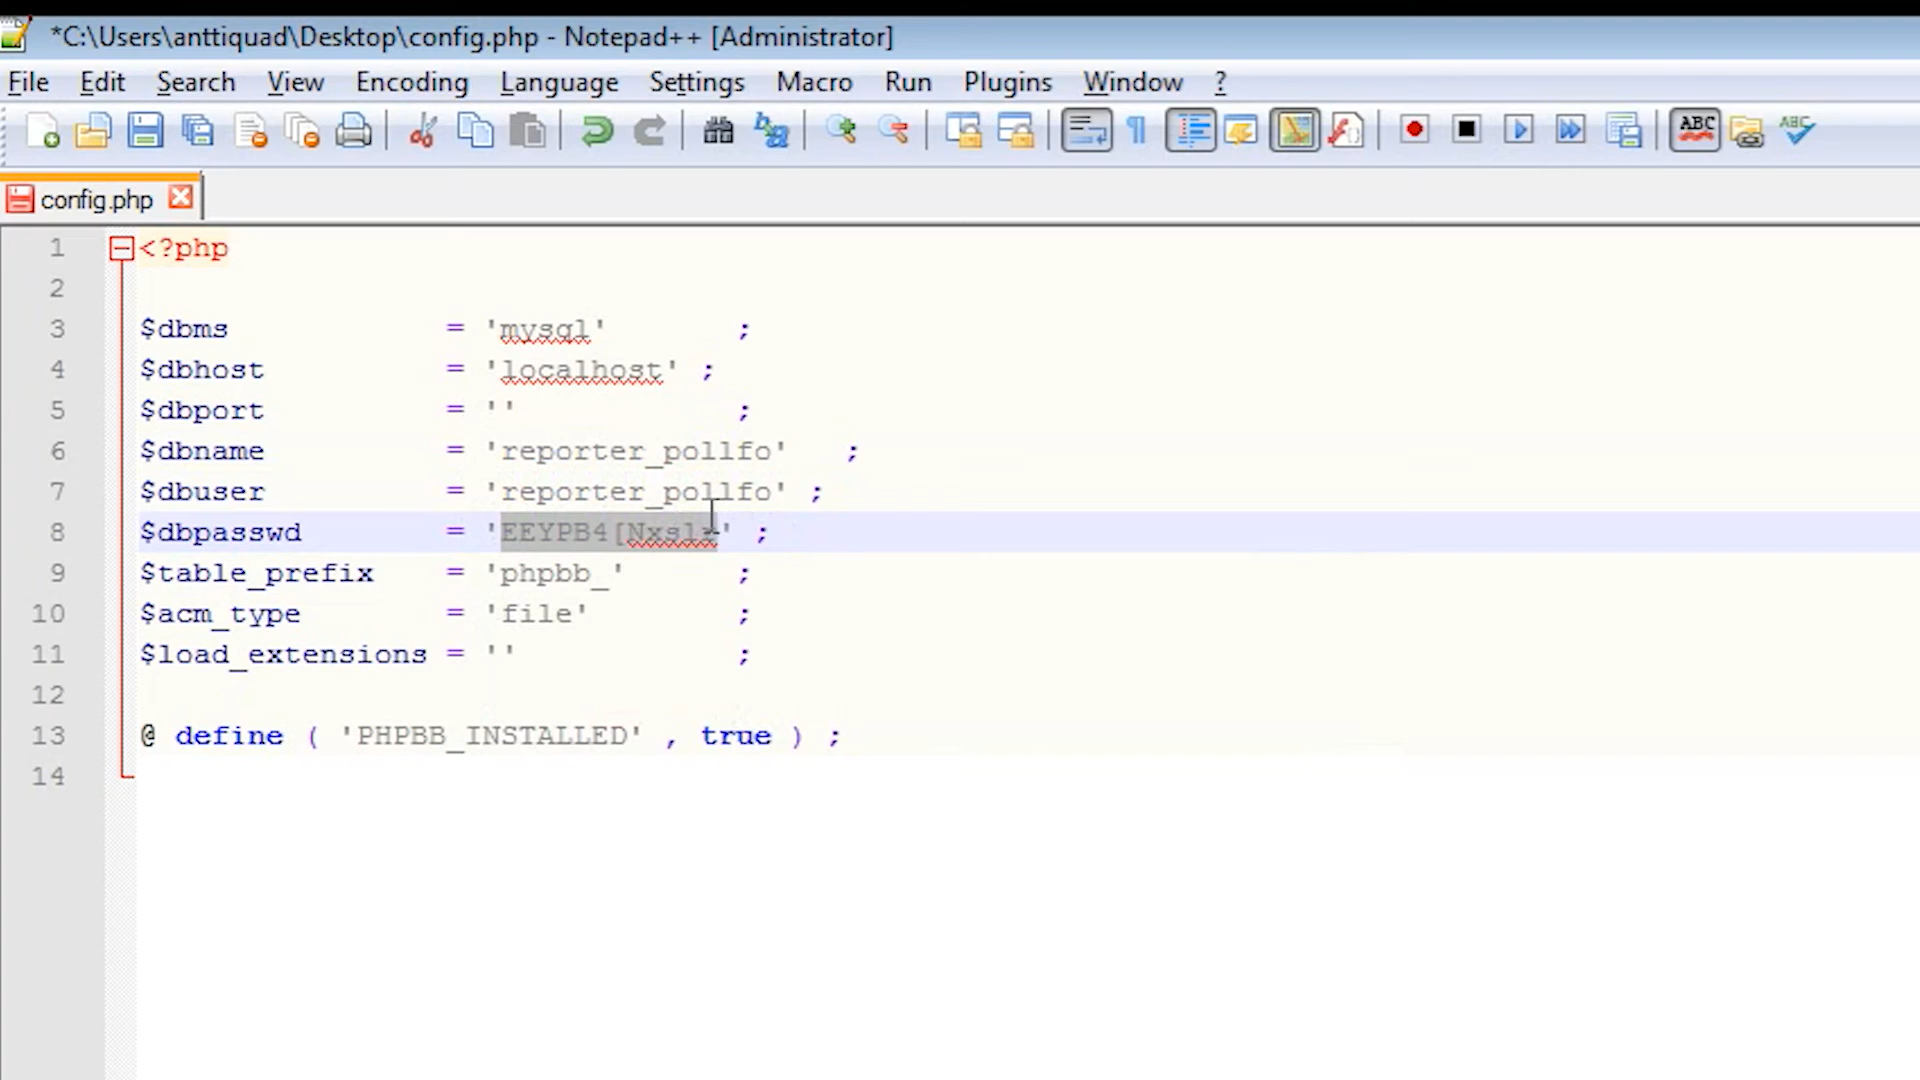 *C:\Users\anttiquad\Desktop\config.php - Notepad++ [Administrator]
File Edit Search View Encoding Language Settings Macro Run Plugins Window ?
ABC ABC
config.php
1 <?php
2
3 $dbms = 'mysql' ;
4 $dbhost = 'localhost' ;
5 $dbport = '' ;
6 $dbname = 'reporter_pollfo' ;
7 $dbuser = 'reporter_pollfo' ;
8 $dbpasswd = ' ;
9 $table_prefix = 'phpbb_' ;
10 $acm_type = 'file' ;
11 $load_extensions = '' ;
12
13 @ define ( 'PHPBB_INSTALLED' , true ) ;
14